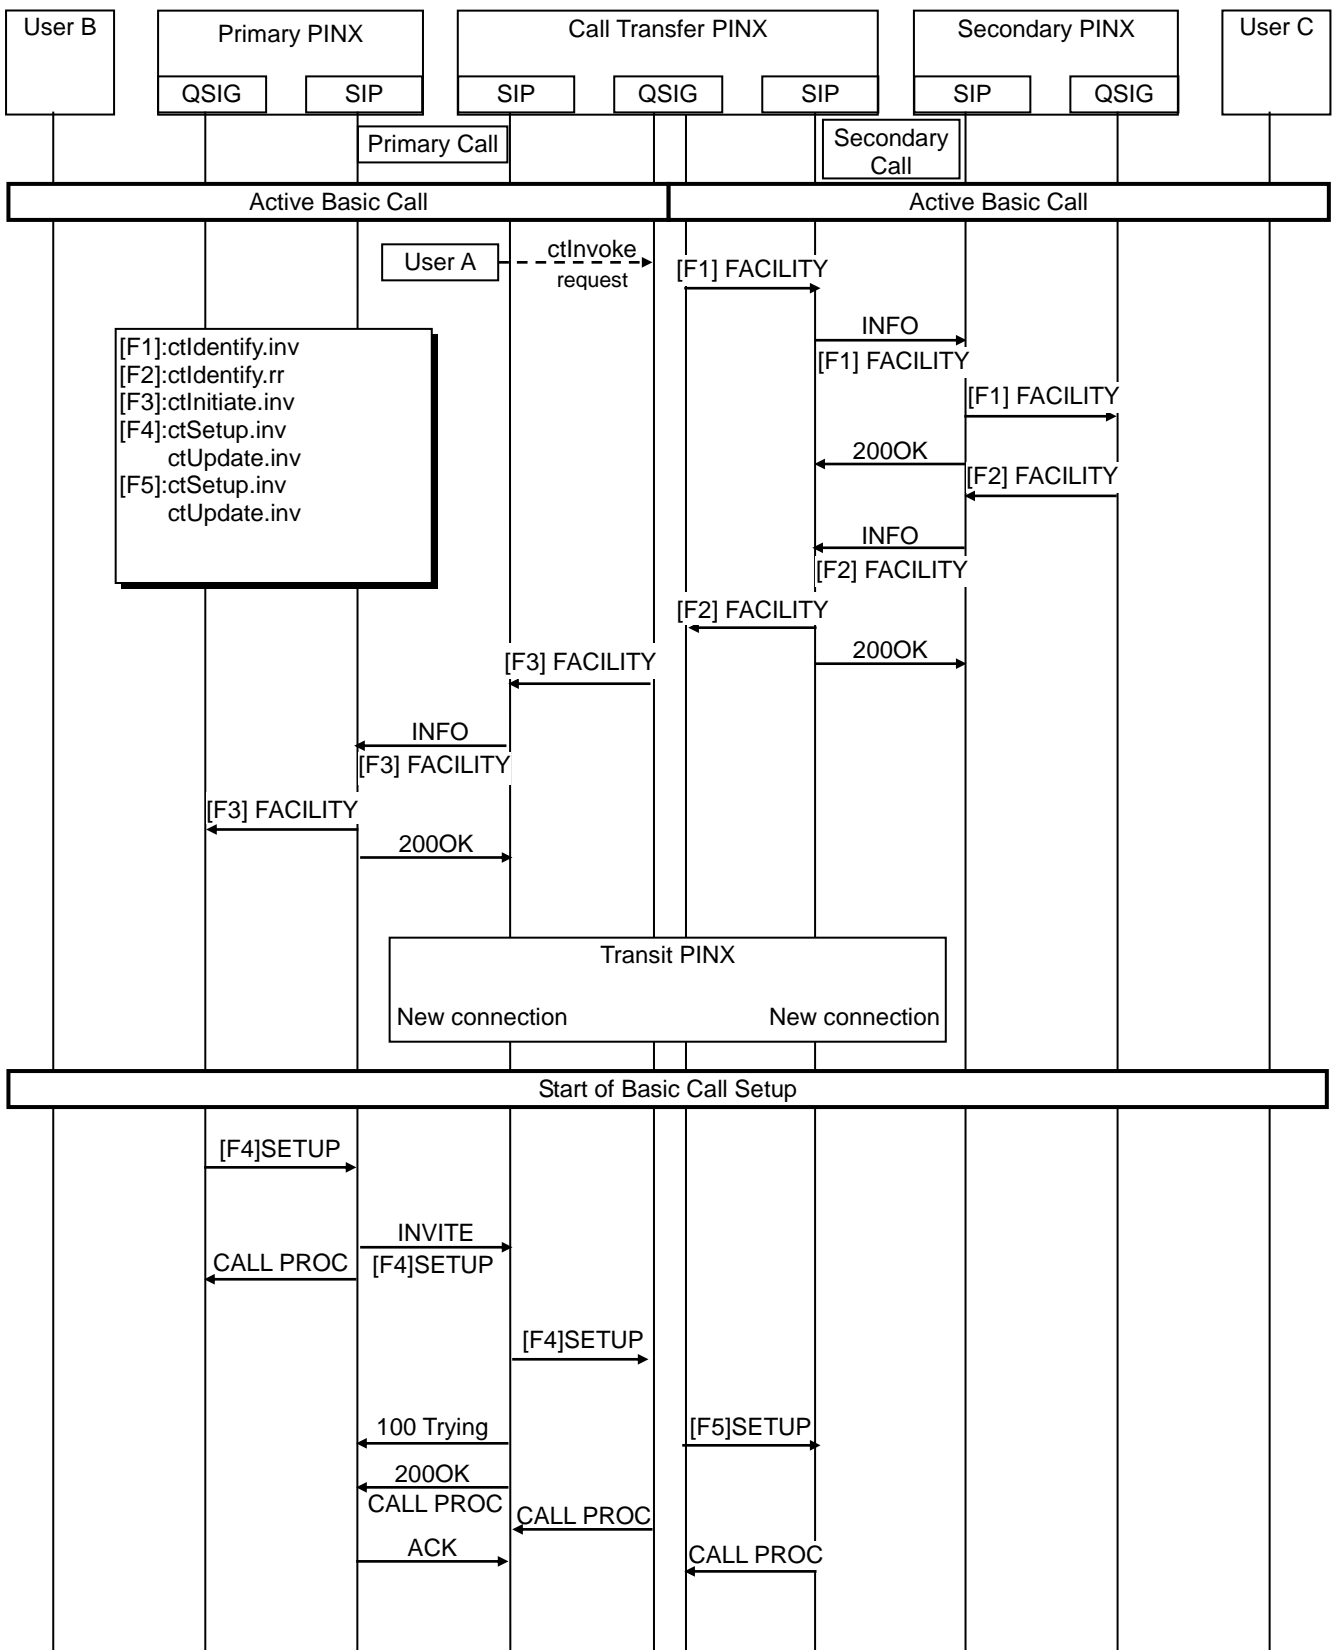 User B
Primary PINX
Call Transfer PINX
Secondary PINX
User C
QSIG
SIP
SIP
QSIG
SIP
SIP
QSIG
Primary Call
Secondary
Call
Active Basic Call
Active Basic Call
User A
ctInvoke
request
[F1] FACILITY
INFO
[F1] FACILITY
[F1]:ctIdentify.inv
[F2]:ctIdentify.rr
[F3]:ctInitiate.inv
[F4]:ctSetup.inv
ctUpdate.inv
[F5]:ctSetup.inv
ctUpdate.inv
[F1] FACILITY
200OK
[F2] FACILITY
INFO
[F2] FACILITY
[F2] FACILITY
200OK
[F3] FACILITY
INFO
[F3] FACILITY
[F3] FACILITY
200OK
Transit PINX
New connection
New connection
Start of Basic Call Setup
[F4]SETUP
INVITE
[F4]SETUP
CALL PROC
[F4]SETUP
100 Trying
[F5]SETUP
200OK
CALL PROC
CALL PROC
ACK
CALL PROC